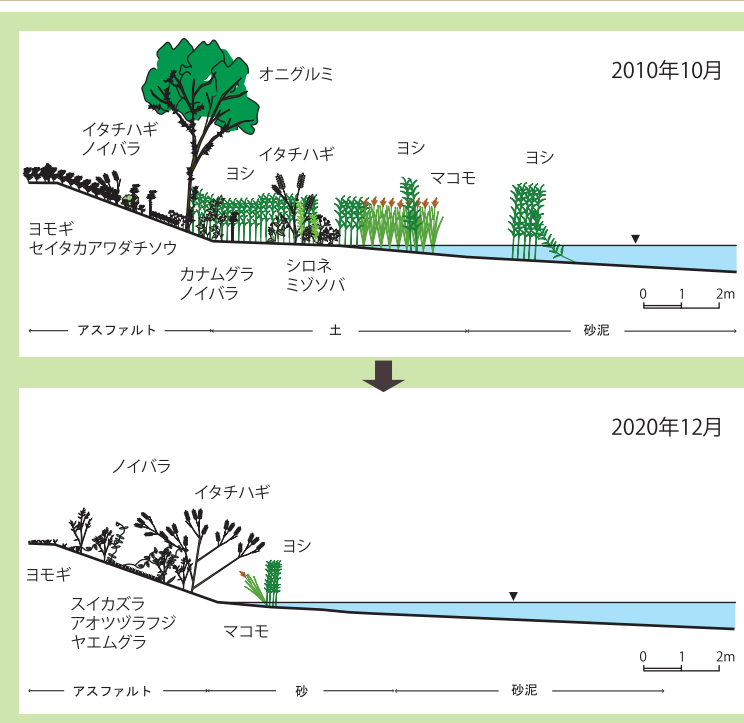 2010年10月
オニグルミ
イタチハギ
ノイバラ
ヨシ
イタチハギ
ヨシ
マコモ
ヨシ
ヨモギ
セイタカアワダチソウ
カナムグラ
ノイバラ
シロネ
ミゾソバ
0 1 2m
アスファルト
土
砂泥
2020年12月
ノイバラ
イタチハギ
ヨシ
ヨモギ
スイカズラ
アオツヅラフジ
ヤエムグラ
マコモ
0 1 2m
アスファルト
砂
砂泥